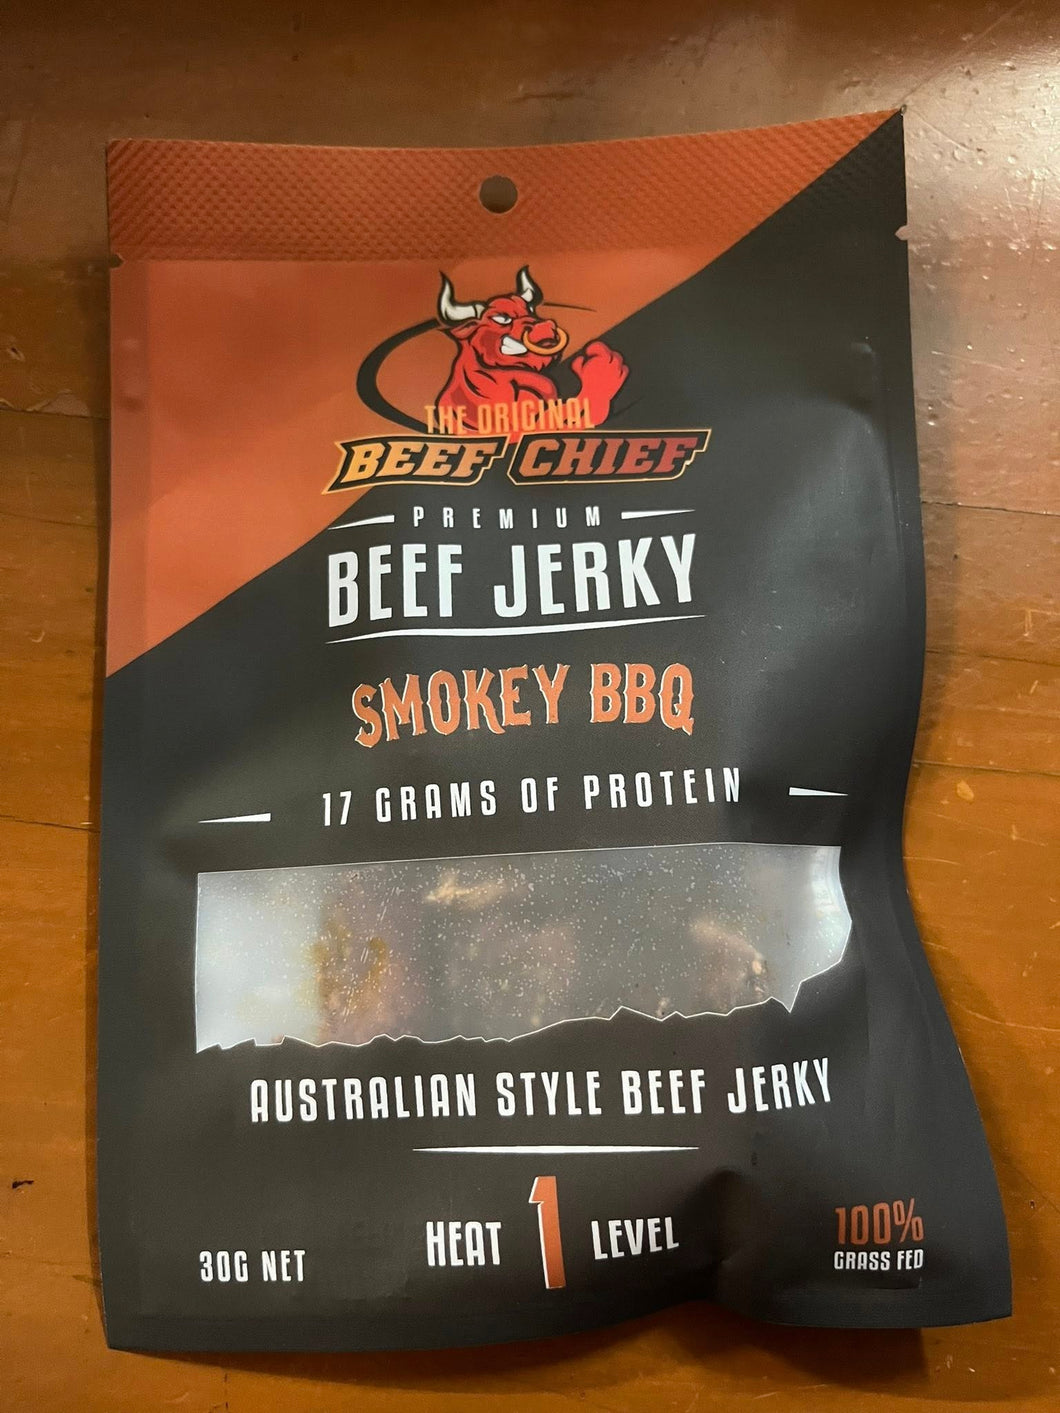 THE ORIGINAL
BEEF CHIEF
PREMIUM
BEEF JERKY
SMOKEY BBQ
17 GRAMS OF PROTEIN
AUSTRALIAN STYLE BEEF JERKY
HEAT 1 LEVEL
30G NET
100%
GRASS FED